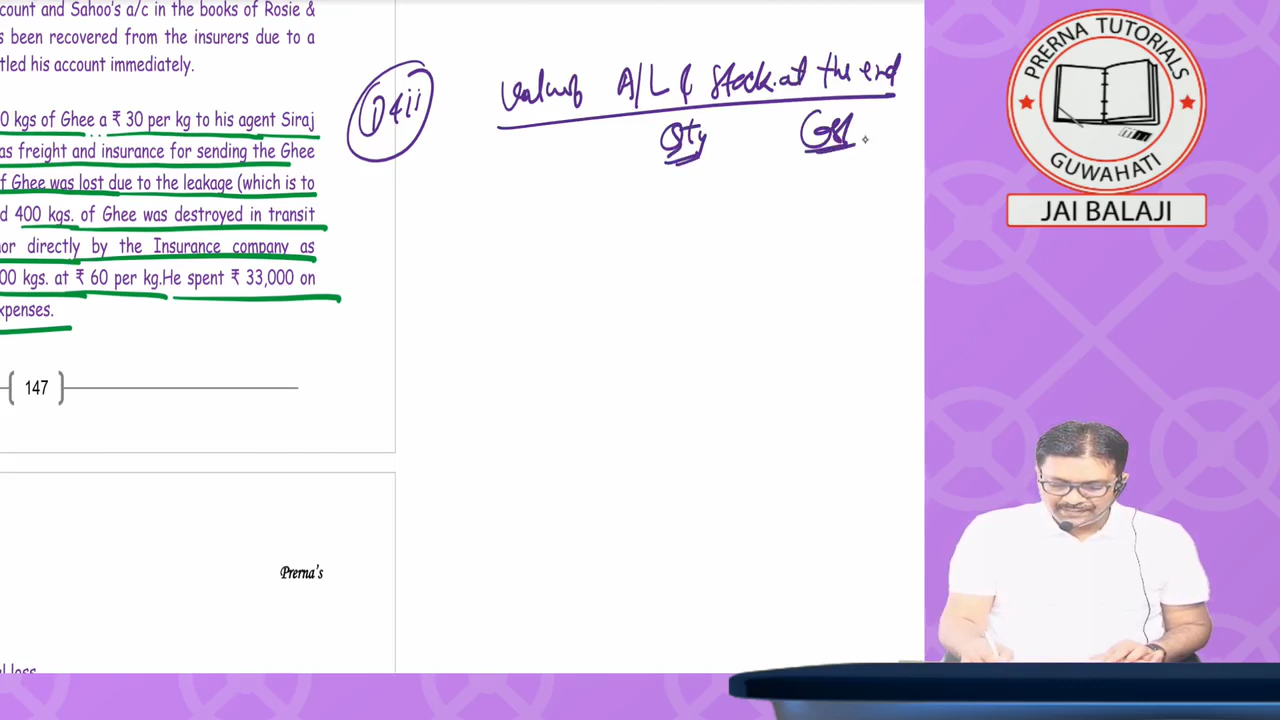 count and Sahoo's a/c in the books of Rosie &
s been recovered from the insurers due to a
tled his account immediately.
0 kgs of Ghee a ₹ 30 per kg to his agent Siraj
as freight and insurance for sending the Ghee
f Ghee was lost due to the leakage (which is to
d 400 kgs. of Ghee was destroyed in transit
nor directly by the Insurance company as
00 kgs. at ₹ 60 per kg.He spent ₹ 33,000 on
xpenses.
147
Prerna's
al loss
A/L & Stock at the end
Qty
PRERNA TUTORIALS
GUWAHATI
JAI BALAJI